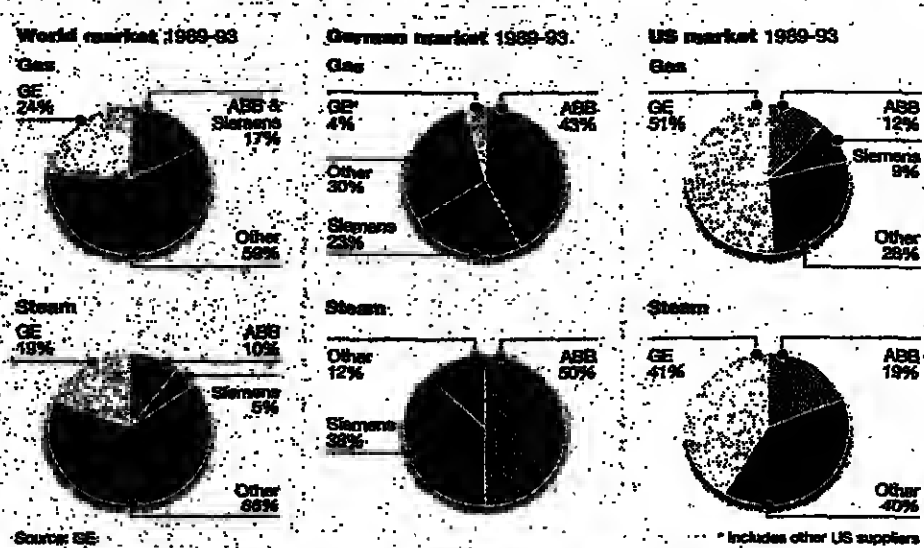 World market 1989-93
Gas
GE
24%
ABB &
Siemens
17%
Other
59%
Steam
GE
19%
ABB
10%
Siemens
5%
Other
66%
Source: GE
German market 1989-93
Gas
GE*
4%
ABB
43%
Other
30%
Siemens
23%
Steam
Other
12%
ABB
50%
Siemens
38%
US market 1989-93
Gas
GE
51%
ABB
12%
Siemens
9%
Other
28%
Steam
GE
41%
ABB
19%
Other
40%
* Includes other US suppliers